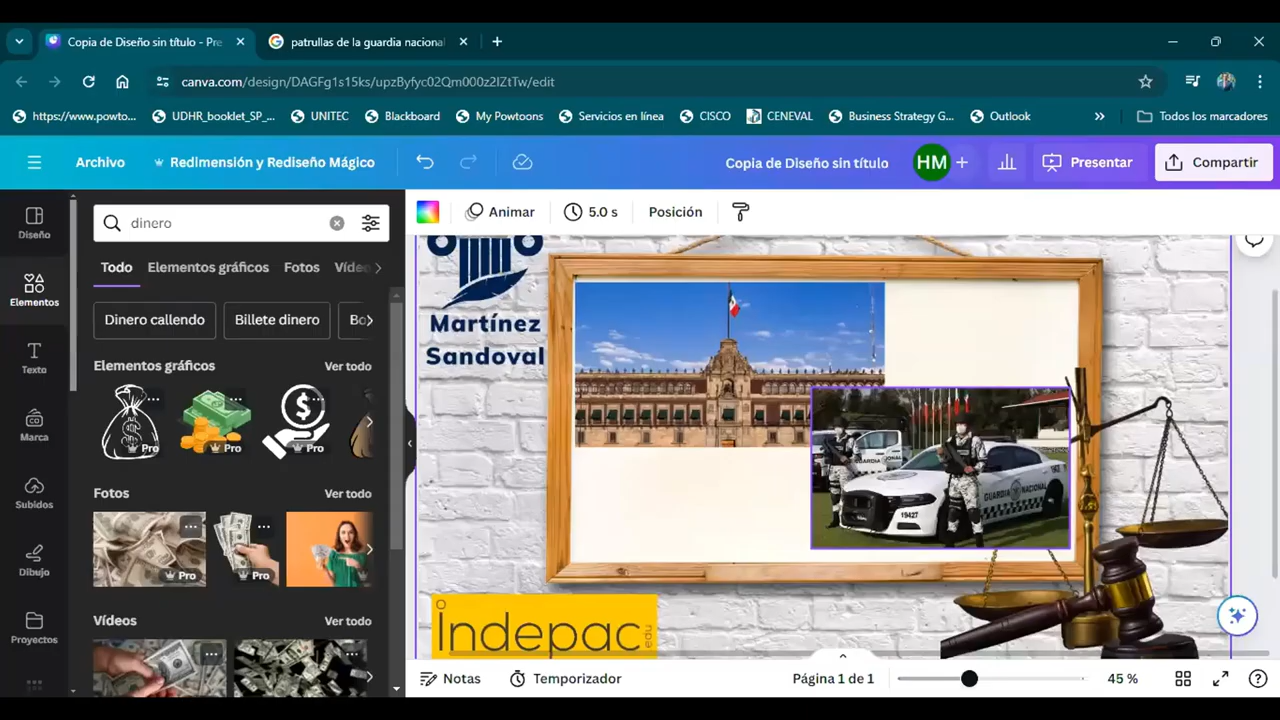 Copia de Diseño sin título - Pre
patrullas de la guardia nacional
canva.com/design/DAGFg1s15ks/upzByfyc02Qm000z2IZtTw/edit
https://www.powto...
UDHR_booklet_SP_...
UNITEC
Blackboard
My Powtoons
Servicios en línea
CISCO
CENEVAL
Business Strategy G...
Outlook
»
Todos los marcadores
Archivo
Redimensión y Rediseño Mágico
Copia de Diseño sin título
HM
+
Presentar
Compartir
Diseño
Elementos
Texto
Marca
Subidos
Dibujo
Proyectos
dinero
Todo
Elementos gráficos
Fotos
Víde
Dinero callendo
Billete dinero
Bo
Elementos gráficos
Ver todo
Pro
Pro
Pro
Fotos
Ver todo
Pro
Pro
Vídeos
Ver todo
Animar
5.0 s
Posición
Martínez
Sandoval
GUARDIA NACIONAL
19427
indepac
edu
Notas
Temporizador
Página 1 de 1
45 %